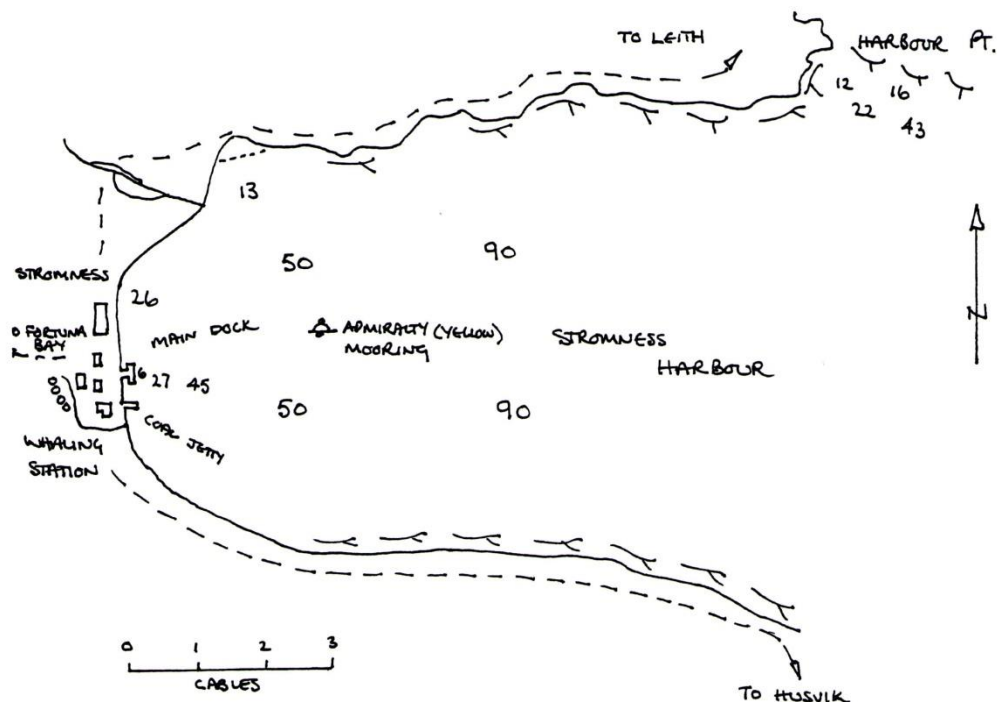 TO LEITH
HARBOUR PT.
12
16
22
43
13
50
90
STROMNESS
26
MAIN DOCK
ADMIRALTY (YELLOW)
MOORING
STROMNESS
HARBOUR
N
FORTUNA
BAY
6 27 45
50
90
COAL JETTY
WHALING
STATION
0 1 2 3
CABLES
TO HUSVIK